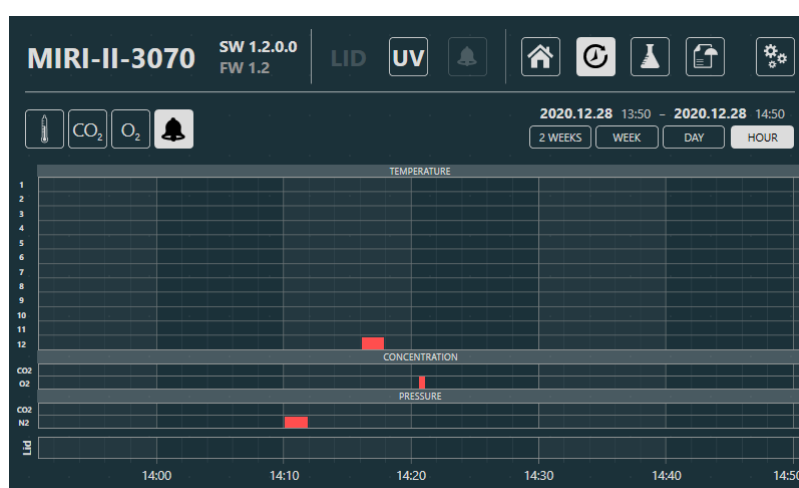 MIRI-II-3070 SW 1.2.0.0 LID UV
FW 1.2
CO₂ O₂
2020.12.28 13:50 - 2020.12.28 14:50
2 WEEKS WEEK DAY HOUR
TEMPERATURE
1
2
3
4
5
6
7
8
9
10
11
12
CONCENTRATION
CO2
O2
PRESSURE
CO2
N2
Lid
14:00 14:10 14:20 14:30 14:40 14:50